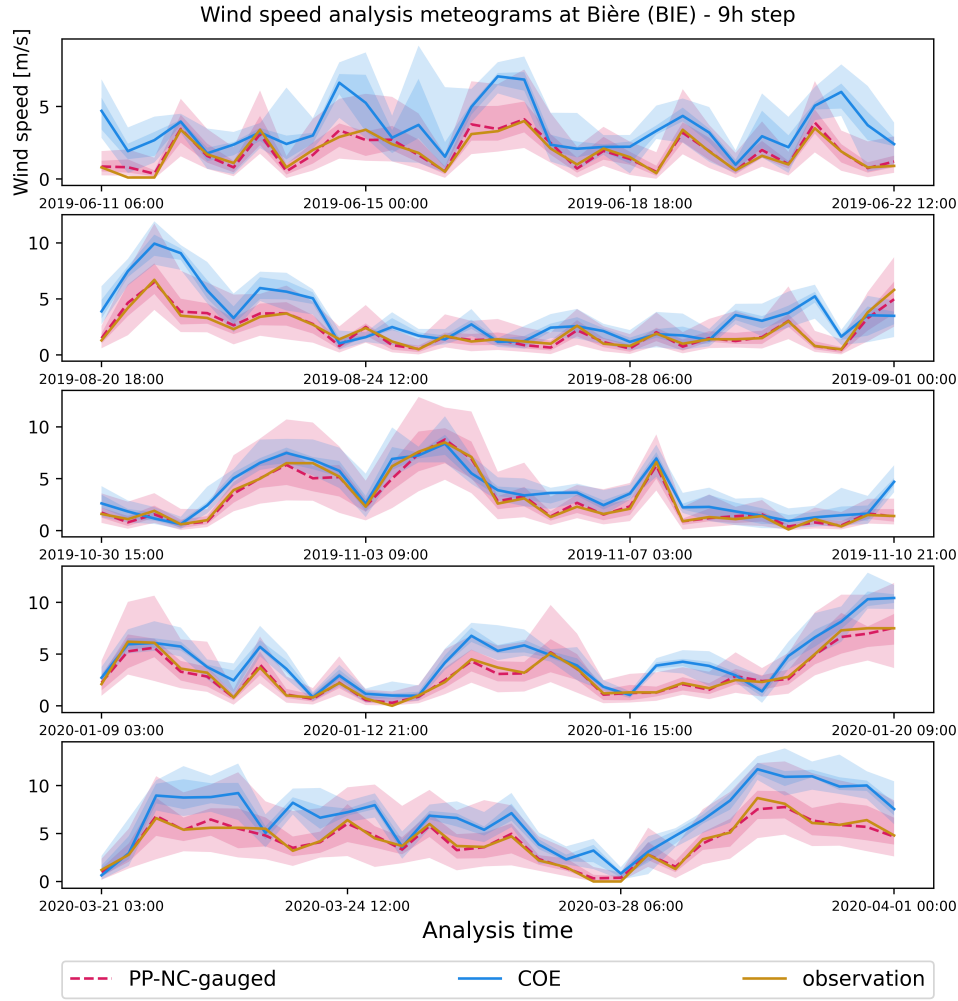 Wind speed analysis meteograms at Bière (BIE) - 9h step
Wind speed [m/s]
5
0
2019-06-11 06:00 2019-06-15 00:00 2019-06-18 18:00 2019-06-22 12:00
10
5
0
2019-08-20 18:00 2019-08-24 12:00 2019-08-28 06:00 2019-09-01 00:00
10
5
0
2019-10-30 15:00 2019-11-03 09:00 2019-11-07 03:00 2019-11-10 21:00
10
5
0
2020-01-09 03:00 2020-01-12 21:00 2020-01-16 15:00 2020-01-20 09:00
10
5
0
2020-03-21 03:00 2020-03-24 12:00 2020-03-28 06:00 2020-04-01 00:00
Analysis time
PP-NC-gauged COE observation